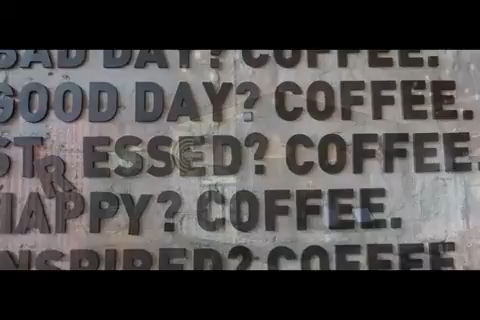 BAD DAY? COFFEE.
GOOD DAY? COFFEE.
STRESSED? COFFEE.
HAPPY? COFFEE.
INSPIRED? COFFEE